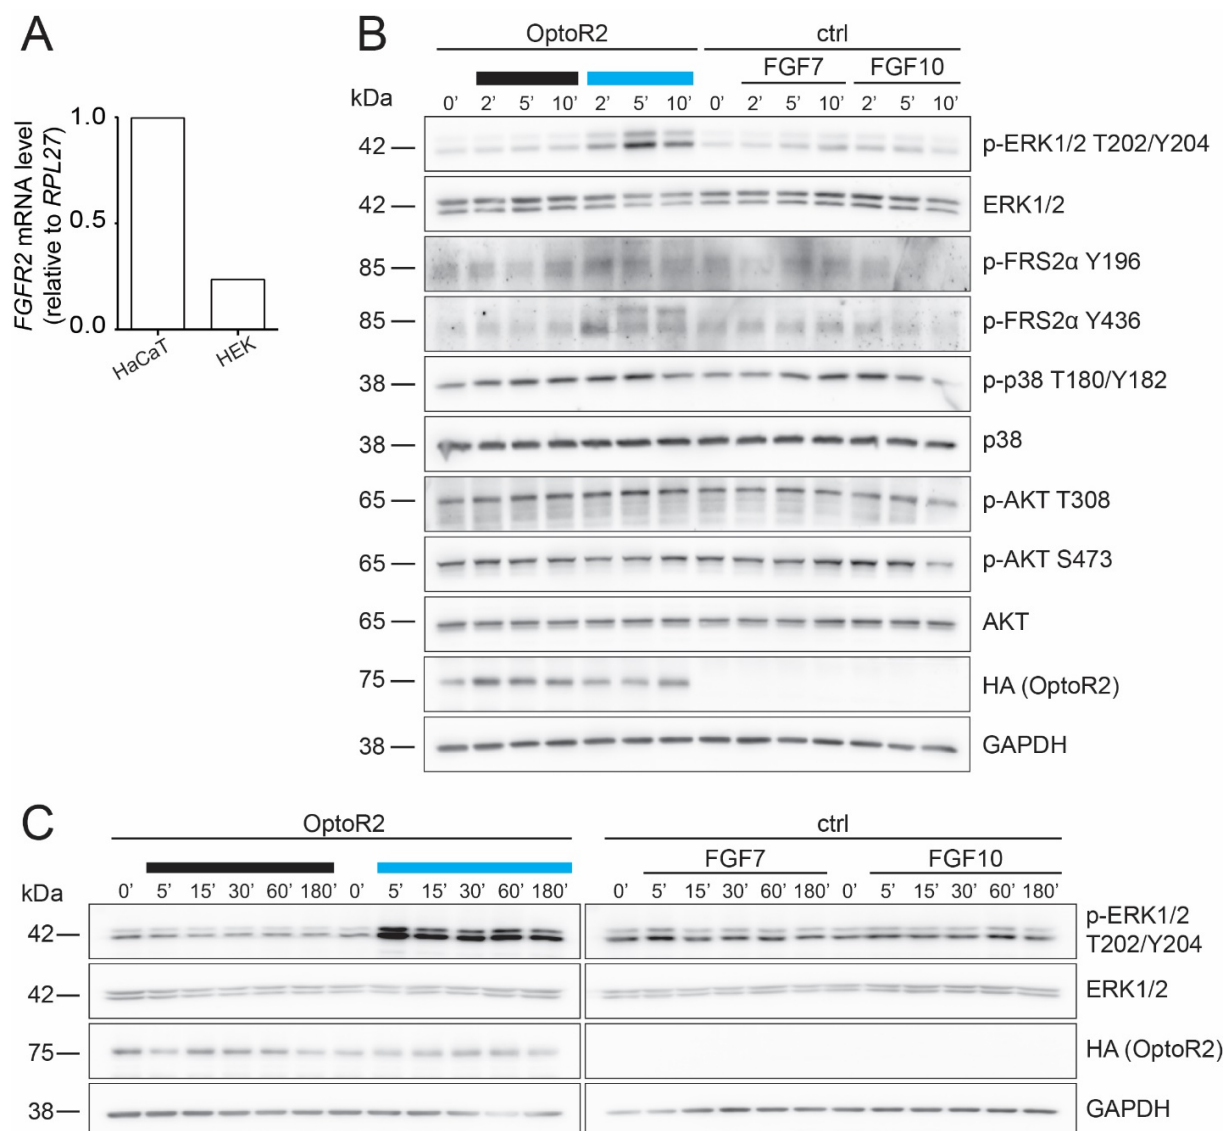 A
FGFR2 mRNA level
(relative to RPL27)
1.0
0.5
0.0
HaCaT
HEK
B
OptoR2 ctrl
FGF7 FGF10
kDa 0’ 2’ 5’ 10’ 2’ 5’ 10’ 0’ 2’ 5’ 10’ 2’ 5’ 10’
42 p-ERK1/2 T202/Y204
42 ERK1/2
85 p-FRS2α Y196
85 p-FRS2α Y436
38 p-p38 T180/Y182
38 p38
65 p-AKT T308
65 p-AKT S473
65 AKT
75 HA (OptoR2)
38 GAPDH
C
OptoR2 ctrl
FGF7 FGF10
kDa 0’ 5’ 15’ 30’ 60’ 180’ 0’ 5’ 15’ 30’ 60’ 180’ 0’ 5’ 15’ 30’ 60’ 180’ 0’ 5’ 15’ 30’ 60’ 180’
42 p-ERK1/2
T202/Y204
42 ERK1/2
75 HA (OptoR2)
38 GAPDH